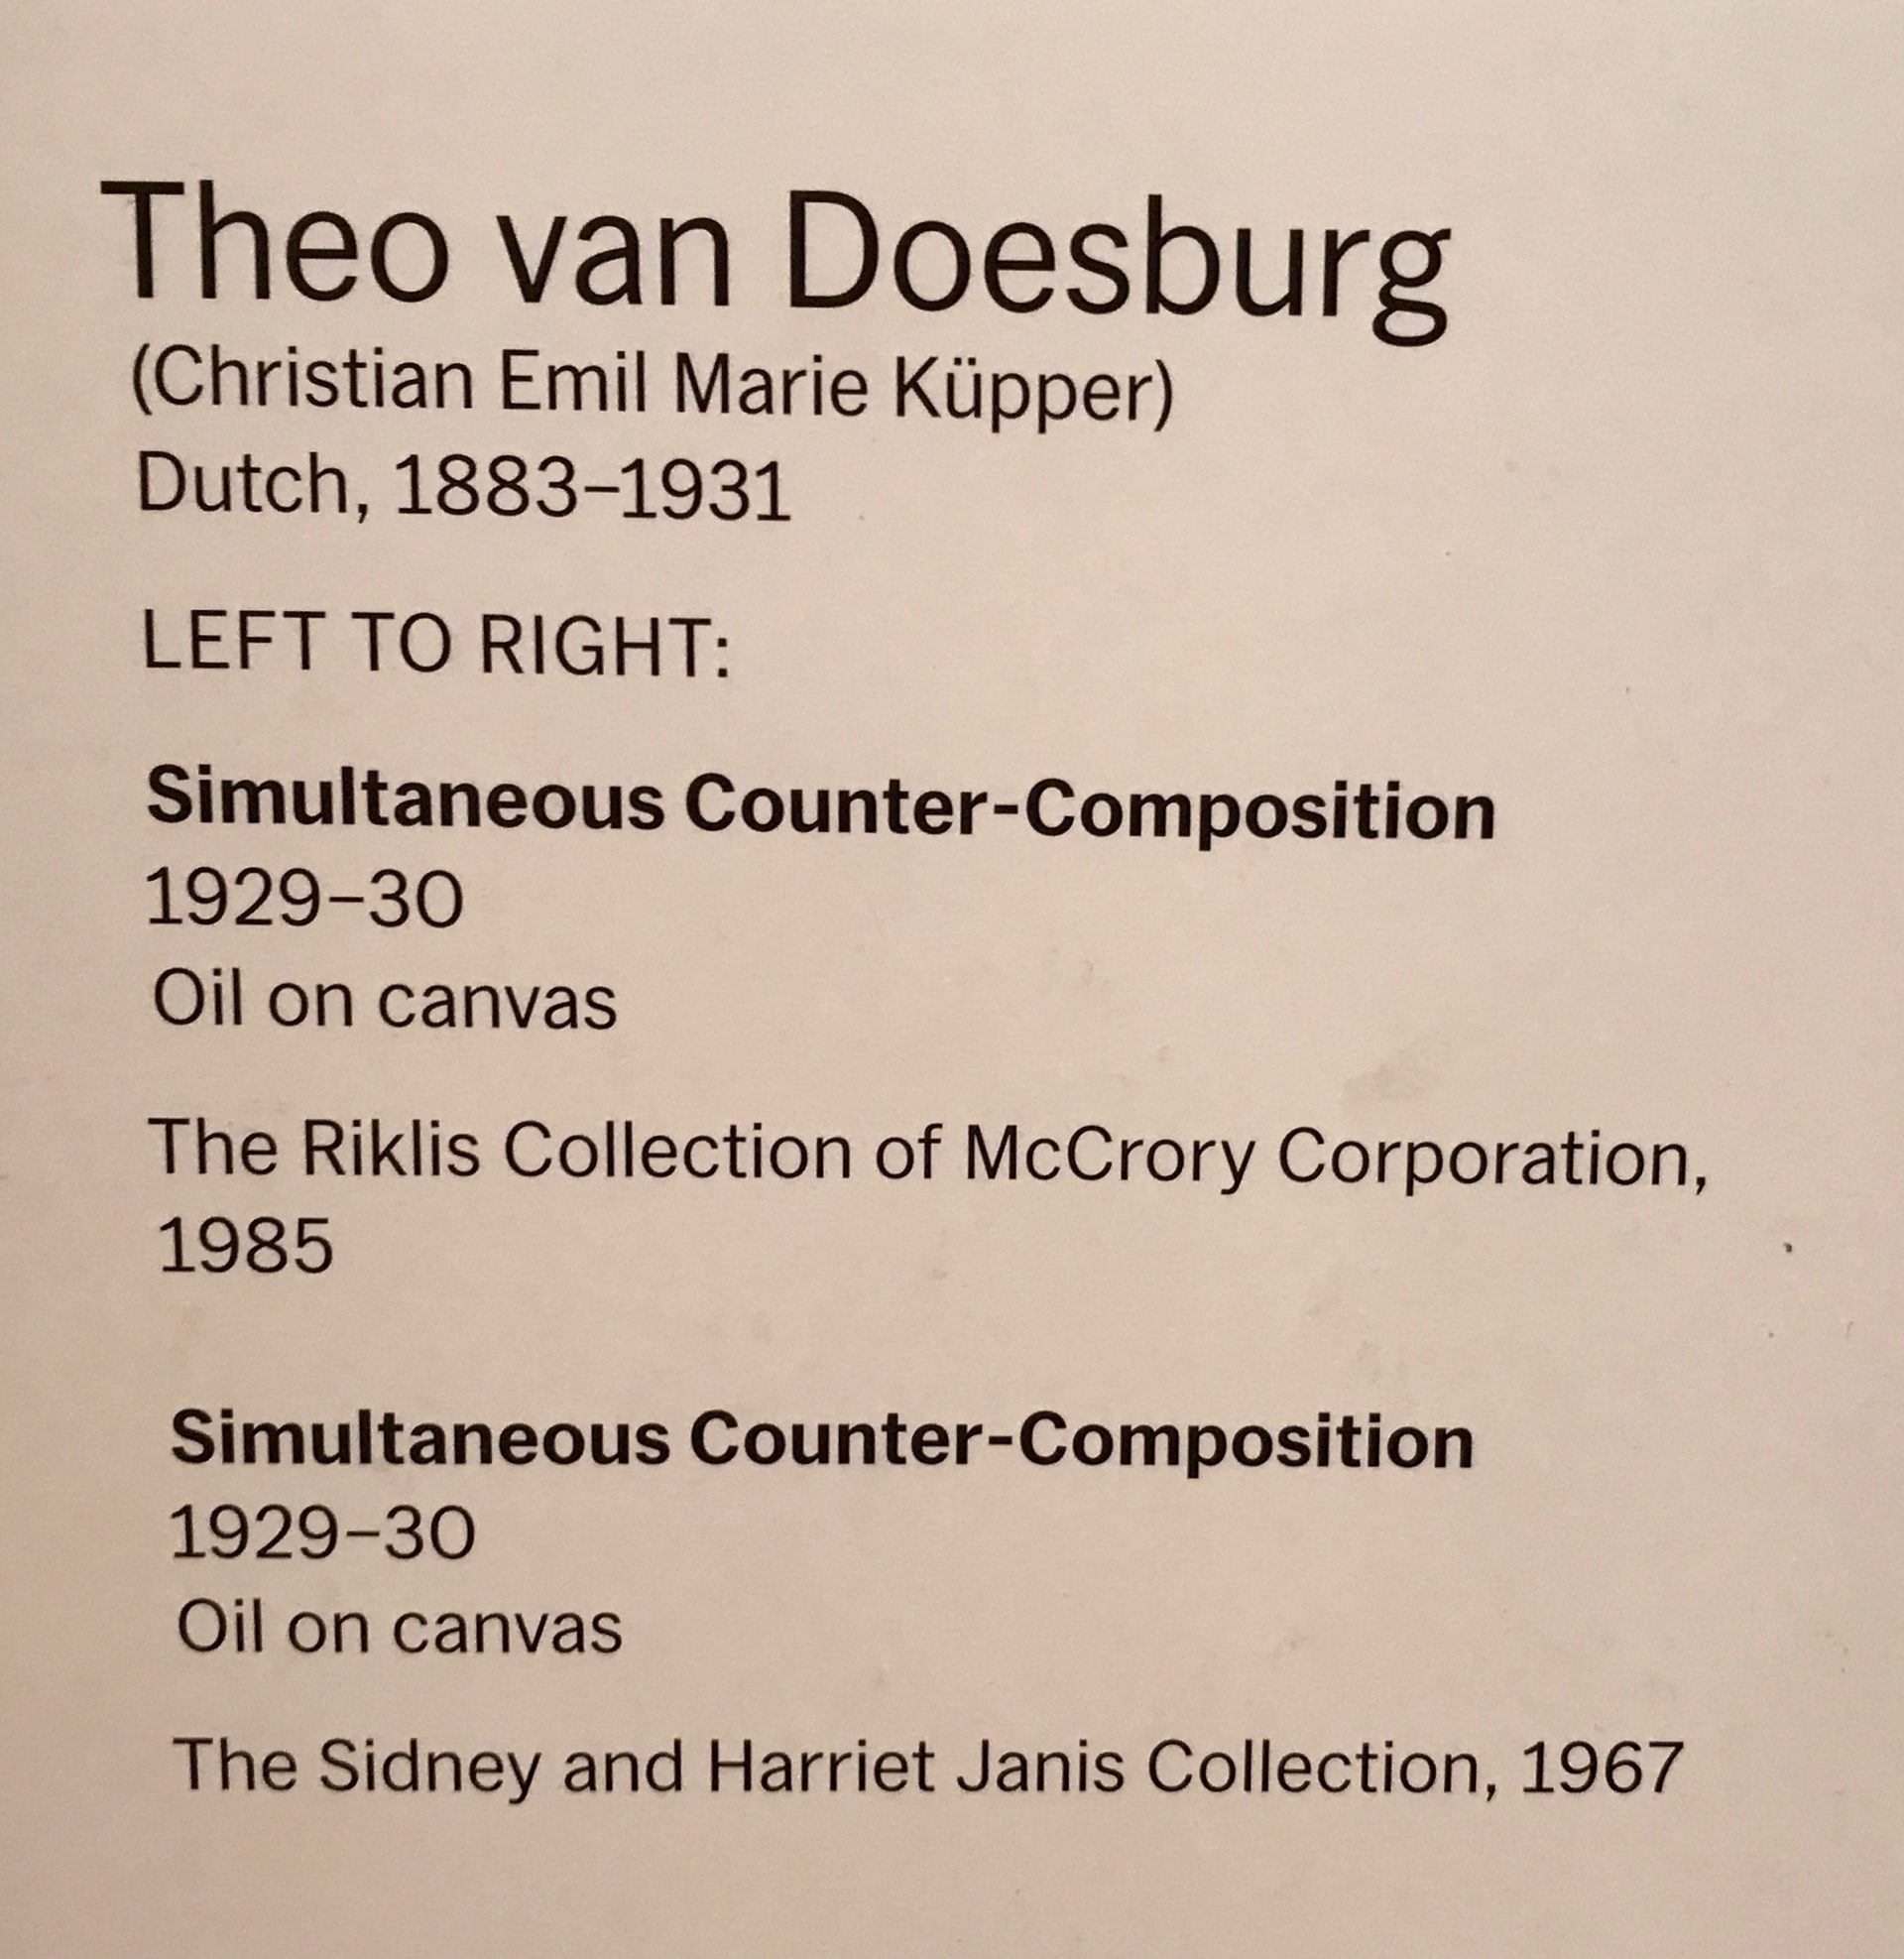 Theo van Doesburg
(Christian Emil Marie Küpper)
Dutch, 1883–1931
LEFT TO RIGHT:
Simultaneous Counter-Composition
1929–30
Oil on canvas
The Riklis Collection of McCrory Corporation,
1985
Simultaneous Counter-Composition
1929–30
Oil on canvas
The Sidney and Harriet Janis Collection, 1967